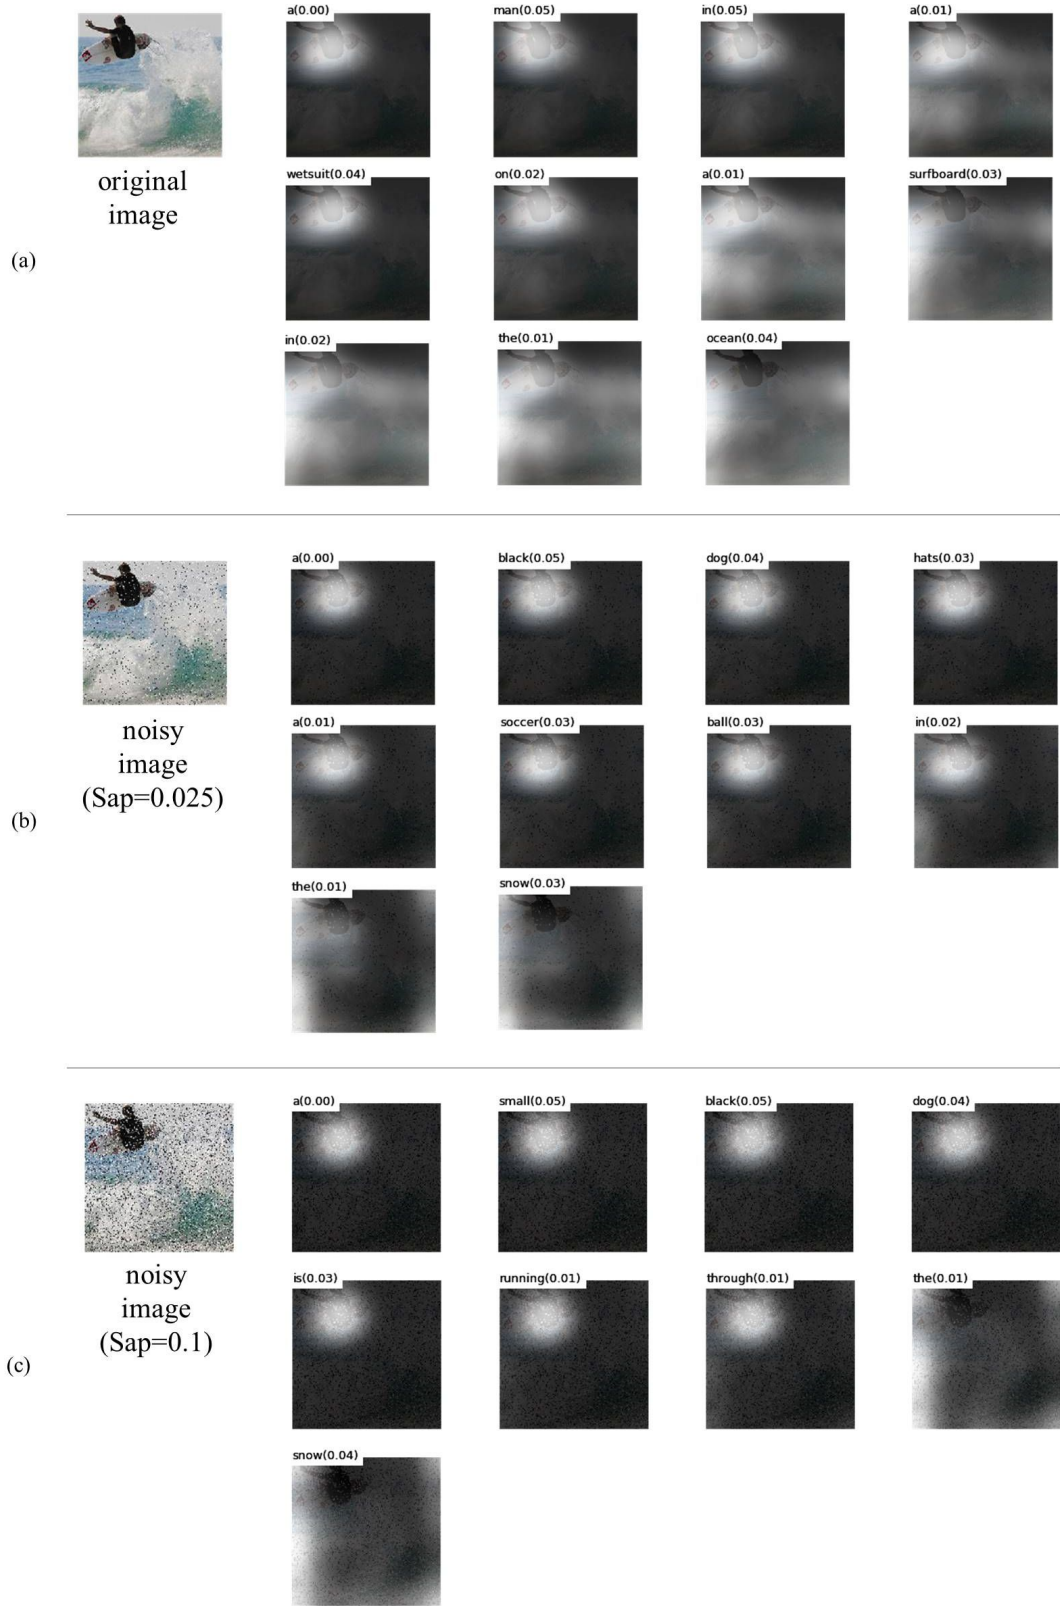 a(0.00)
man(0.05)
in(0.05)
a(0.01)
original
image
wetsuit(0.04)
on(0.02)
a(0.01)
surfboard(0.03)
(a)
in(0.02)
the(0.01)
ocean(0.04)
a(0.00)
black(0.05)
dog(0.04)
hats(0.03)
noisy
image
(Sap=0.025)
a(0.01)
soccer(0.03)
ball(0.03)
in(0.02)
(b)
the(0.01)
snow(0.03)
a(0.00)
small(0.05)
black(0.05)
dog(0.04)
noisy
image
(Sap=0.1)
is(0.03)
running(0.01)
through(0.01)
the(0.01)
(c)
snow(0.04)